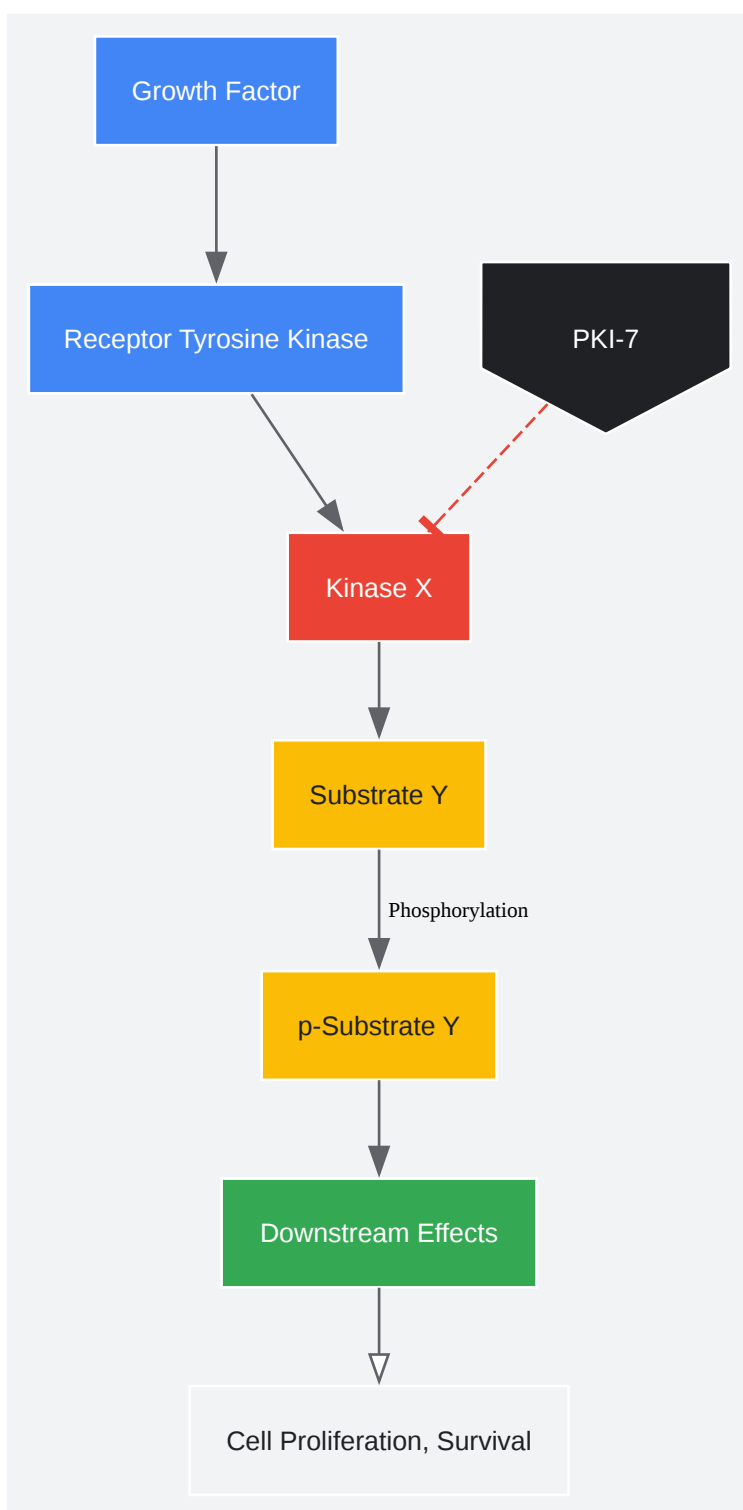 Growth Factor
Receptor Tyrosine Kinase
PKI-7
Kinase X
Substrate Y
Phosphorylation
p-Substrate Y
Downstream Effects
Cell Proliferation, Survival